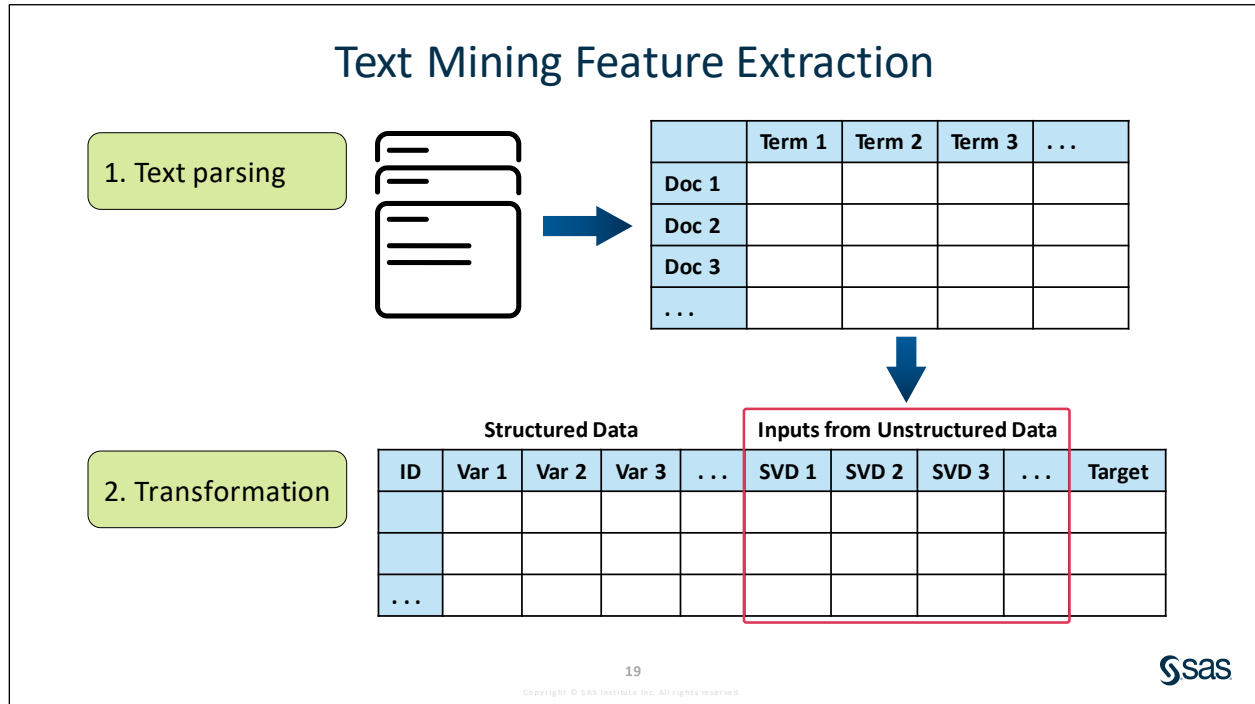 Text Mining Feature Extraction
1. Text parsing
Term 1 Term 2 Term 3 . . .
Doc 1
Doc 2
Doc 3
. . .
Structured Data Inputs from Unstructured Data
2. Transformation
ID Var 1 Var 2 Var 3 . . . SVD 1 SVD 2 SVD 3 . . . Target
. . .
19
Copyright © SAS Institute Inc. All rights reserved.
sas